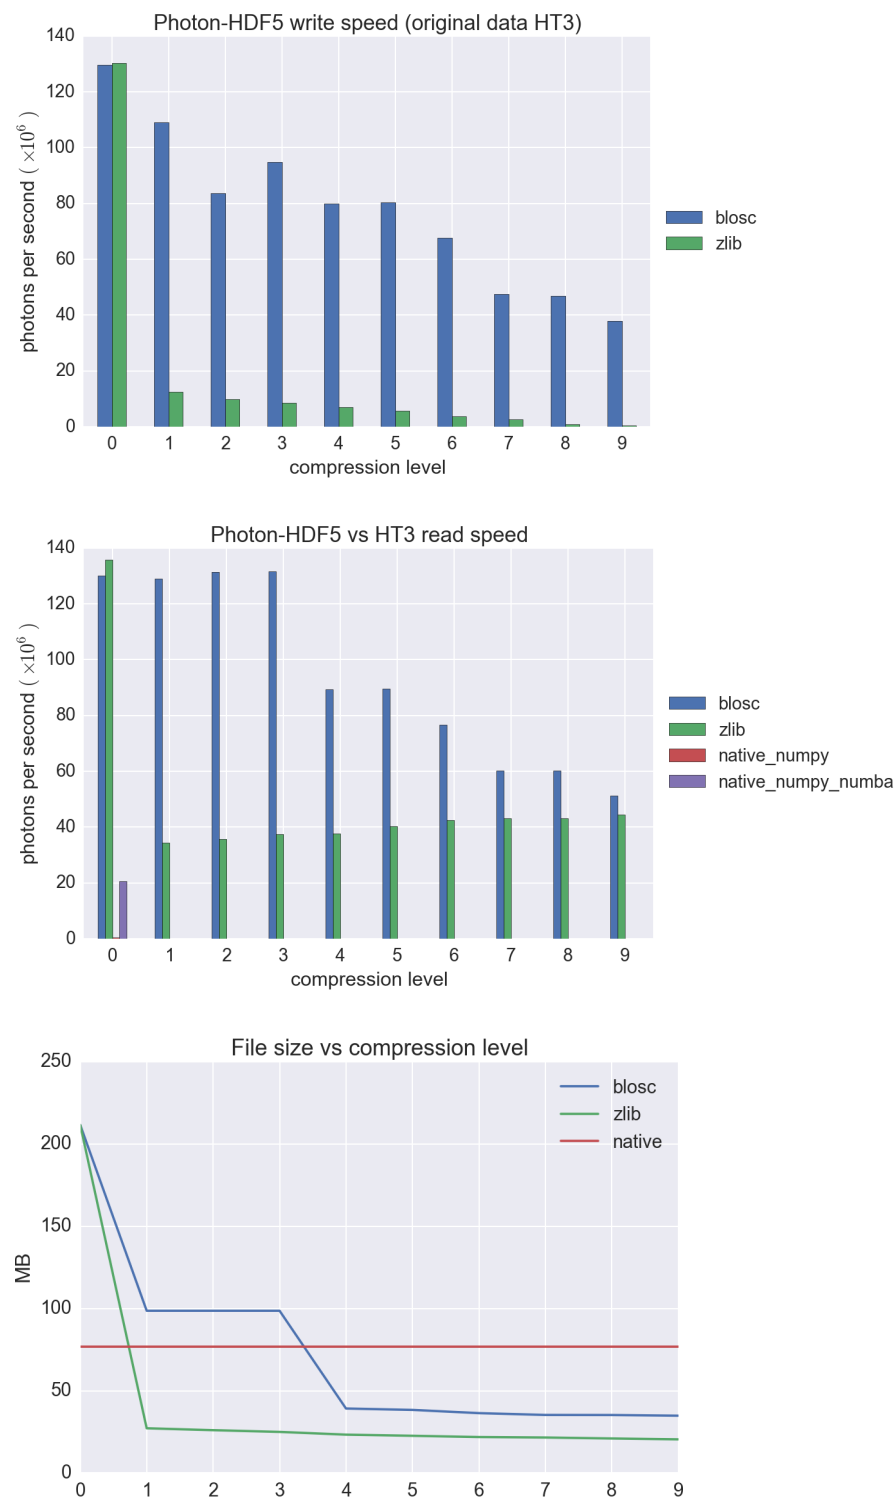 Photon-HDF5 write speed (original data HT3)
140
120
100
80
60
40
20
0
photons per second ( ×10⁶ )
0 1 2 3 4 5 6 7 8 9
compression level
blosc
zlib
Photon-HDF5 vs HT3 read speed
140
120
100
80
60
40
20
0
photons per second ( ×10⁶ )
0 1 2 3 4 5 6 7 8 9
compression level
blosc
zlib
native_numpy
native_numpy_numba
File size vs compression level
250
200
150
100
50
0
MB
0 1 2 3 4 5 6 7 8 9
blosc
zlib
native